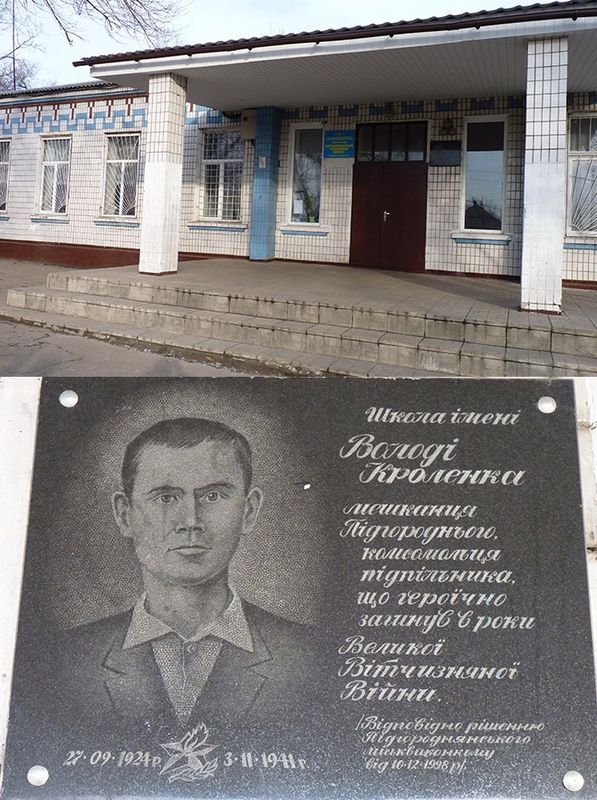 Школа імені
Володі
Кроленка
мешканця
Підгороднього,
комсомольця
підпільника,
що героїчно
загинув в роки
Великої
Вітчизняної
Війни.
/Відповідно рішенню
Підгороднянського
міськвиконкому
від 10·12·1998 р/.
27·09·1924 р. 3·11·1941 р.